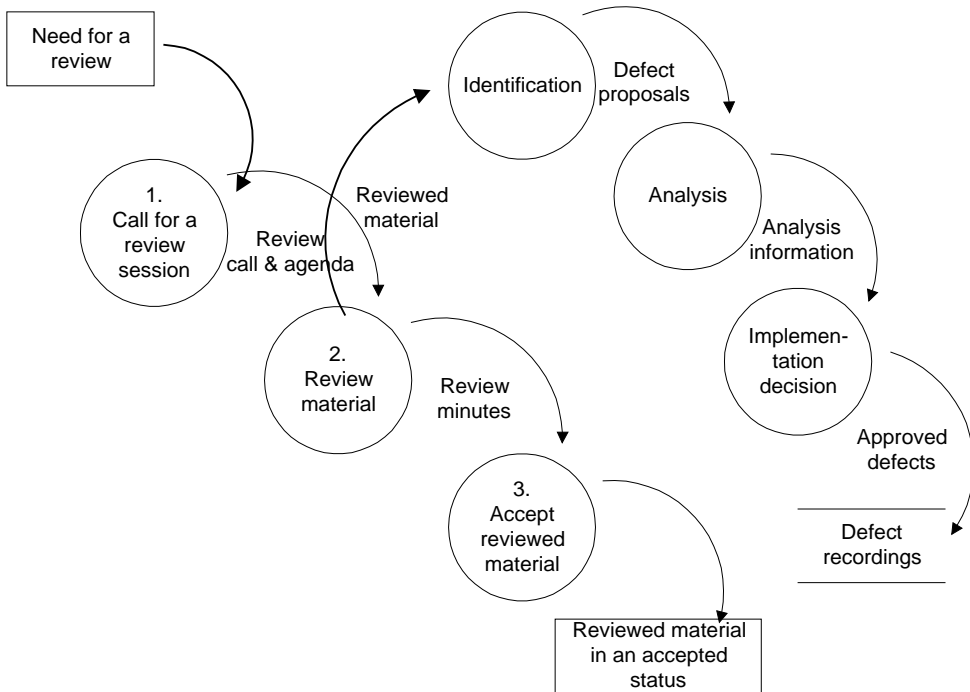 Need for a
review
Identification
Defect
proposals
1.
Call for a
review
session
Reviewed
material
Review
call & agenda
Analysis
Analysis
information
2.
Review
material
Review
minutes
Implemen-
tation
decision
Approved
defects
3.
Accept
reviewed
material
Defect
recordings
Reviewed material
in an accepted
status